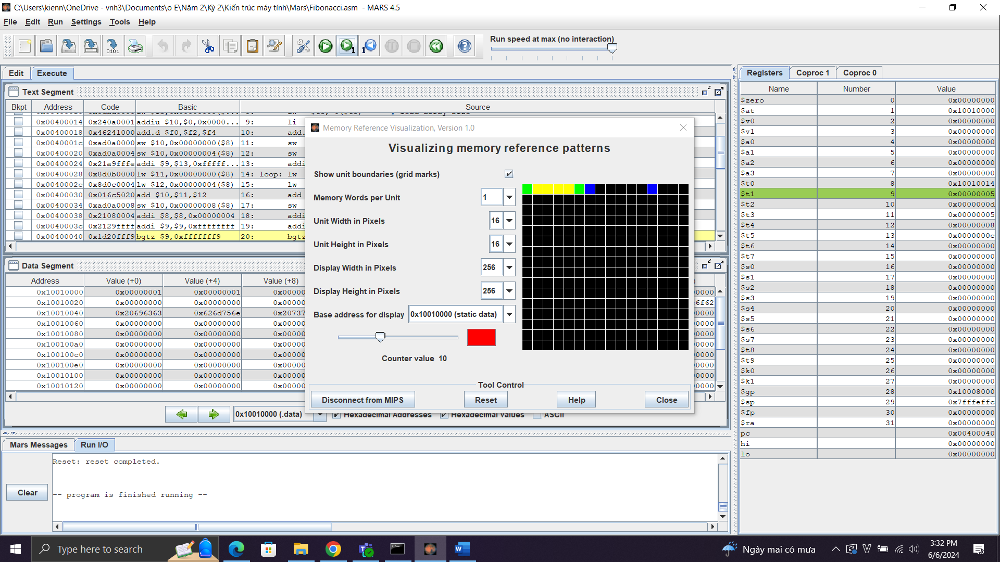 C:\Users\kienn\OneDrive - vnh3\Documents\o E\Năm 2\Kỳ 2\Kiến trúc máy tính\Mars\Fibonacci.asm - MARS 4.5
File Edit Run Settings Tools Help
Run speed at max (no interaction)
Edit Execute
Text Segment
Bkpt Address Code Basic Source
0x00400014 0x240a0001 addiu $10,$0,0x0000... 9: li
0x00400018 0x46241000 add.d $f0,$f2,$f4 10: add.
0x0040001c 0xad0a0000 sw $10,0x00000000($8) 11: sw
0x00400020 0xad0a0004 sw $10,0x00000004($8) 12: sw
0x00400024 0x21a9fffe addi $9,$13,0xfffff... 13: addi
0x00400028 0x8d0b0000 lw $11,0x00000000($8) 14: loop: lw
0x0040002c 0x8d0c0004 lw $12,0x00000004($8) 15: lw
0x00400030 0x016c5020 add $10,$11,$12 16: add
0x00400034 0xad0a0008 sw $10,0x00000008($8) 17: sw
0x00400038 0x21080004 addi $8,$8,0x00000004 18: addi
0x0040003c 0x2129ffff addi $9,$9,0xffffffff 19: addi
0x00400040 0x1d20fff9 bgtz $9,0xfffffff9 20: bgtz
Data Segment
Address Value (+0) Value (+4) Value (+8)
0x10010000 0x00000001 0x00000001 0x00000 0000
0x10010020 0x00000000 0x00000000 0x00000 6f62
0x10010040 0x20696363 0x626d756e 0x20737 0000
0x10010060 0x00000000 0x00000000 0x00000 0000
0x10010080 0x00000000 0x00000000 0x00000 0000
0x100100a0 0x00000000 0x00000000 0x00000 0000
0x100100c0 0x00000000 0x00000000 0x00000 0000
0x100100e0 0x00000000 0x00000000 0x00000 0000
0x10010100 0x00000000 0x00000000 0x00000 0000
0x10010120 0x00000000 0x00000000 0x00000 0000
0x10010000 (.data) Hexadecimal Addresses Hexadecimal Values ASCII
Memory Reference Visualization, Version 1.0
Visualizing memory reference patterns
Show unit boundaries (grid marks)
Memory Words per Unit 1
Unit Width in Pixels 16
Unit Height in Pixels 16
Display Width in Pixels 256
Display Height in Pixels 256
Base address for display 0x10010000 (static data)
Counter value 10
Tool Control
Disconnect from MIPS Reset Help Close
Mars Messages Run I/O
Reset: reset completed.
-- program is finished running --
Clear
Registers Coproc 1 Coproc 0
Name Number Value
$zero 0 0x00000000
$at 1 0x10010000
$v0 2 0x00000000
$v1 3 0x00000000
$a0 4 0x00000000
$a1 5 0x00000000
$a2 6 0x00000000
$a3 7 0x00000000
$t0 8 0x10010014
$t1 9 0x00000005
$t2 10 0x0000000d
$t3 11 0x00000005
$t4 12 0x00000008
$t5 13 0x0000000c
$t6 14 0x00000000
$t7 15 0x00000000
$s0 16 0x00000000
$s1 17 0x00000000
$s2 18 0x00000000
$s3 19 0x00000000
$s4 20 0x00000000
$s5 21 0x00000000
$s6 22 0x00000000
$s7 23 0x00000000
$t8 24 0x00000000
$t9 25 0x00000000
$k0 26 0x00000000
$k1 27 0x00000000
$gp 28 0x10008000
$sp 29 0x7fffeffc
$fp 30 0x00000000
$ra 31 0x00000000
pc 0x00400040
hi 0x00000000
lo 0x00000000
Type here to search
Ngày mai có mưa
3:32 PM
6/6/2024